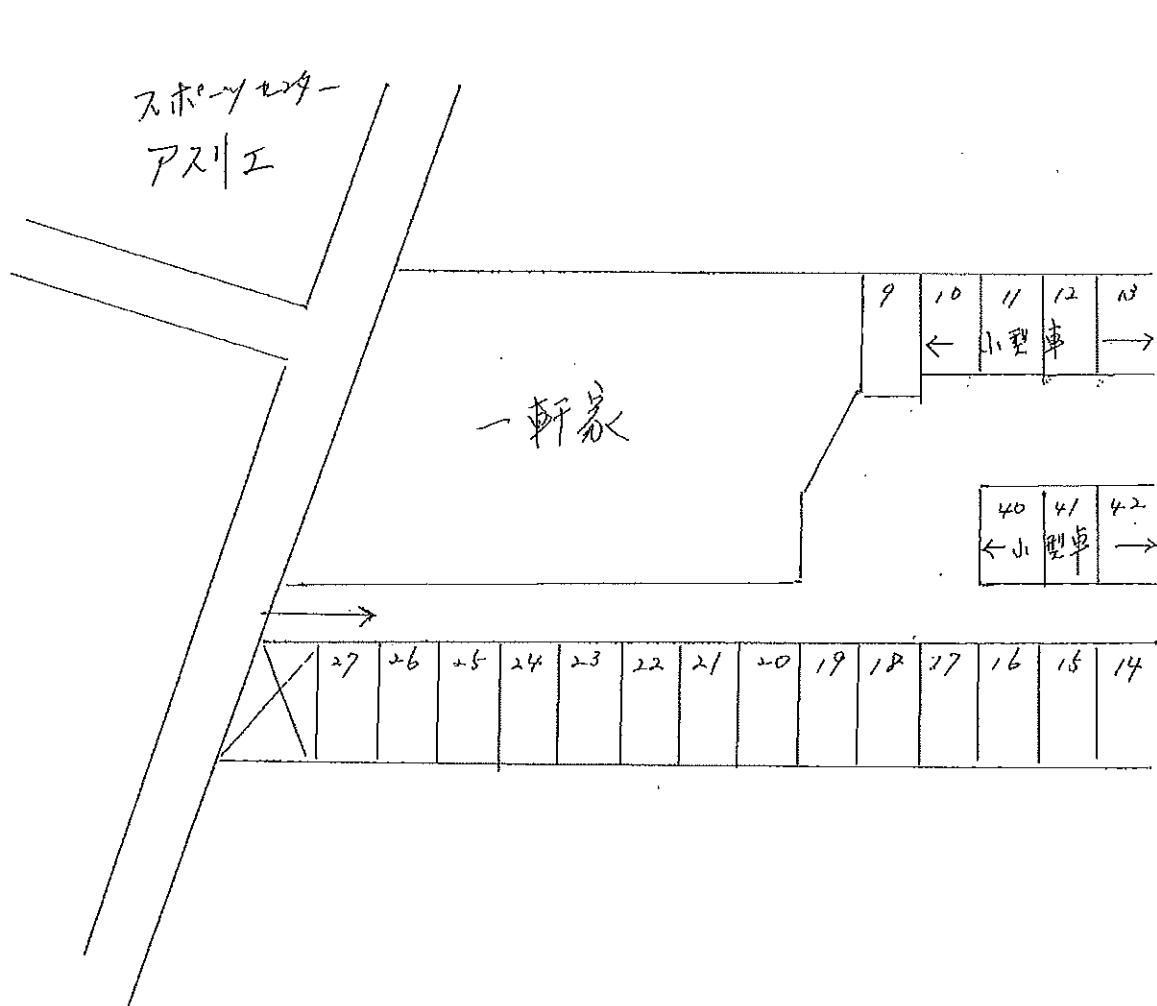 スポーツセンター
アスリエ
9 10 11 12 13
← 小型車 →
一軒家
40 41 42
← 小型車 →
→
27 26 25 24 23 22 21 20 19 18 17 16 15 14